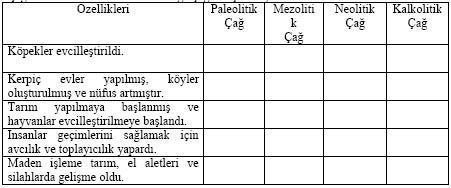 Özellikleri
Paleolitik
Çağ
Mezoliti
k
Çağ
Neolitik
Çağ
Kalkolitik
Çağ
Köpekler evcilleştirildi.
Kerpiç evler yapılmış, köyler
oluşturulmuş ve nüfus artmıştır.
Tarım yapılmaya başlanmış ve
hayvanlar evcilleştirilmeye başlandı.
İnsanlar geçimlerini sağlamak için
avcılık ve toplayıcılık yapardı.
Maden işleme tarım, el aletleri ve
silahlarda gelişme oldu.